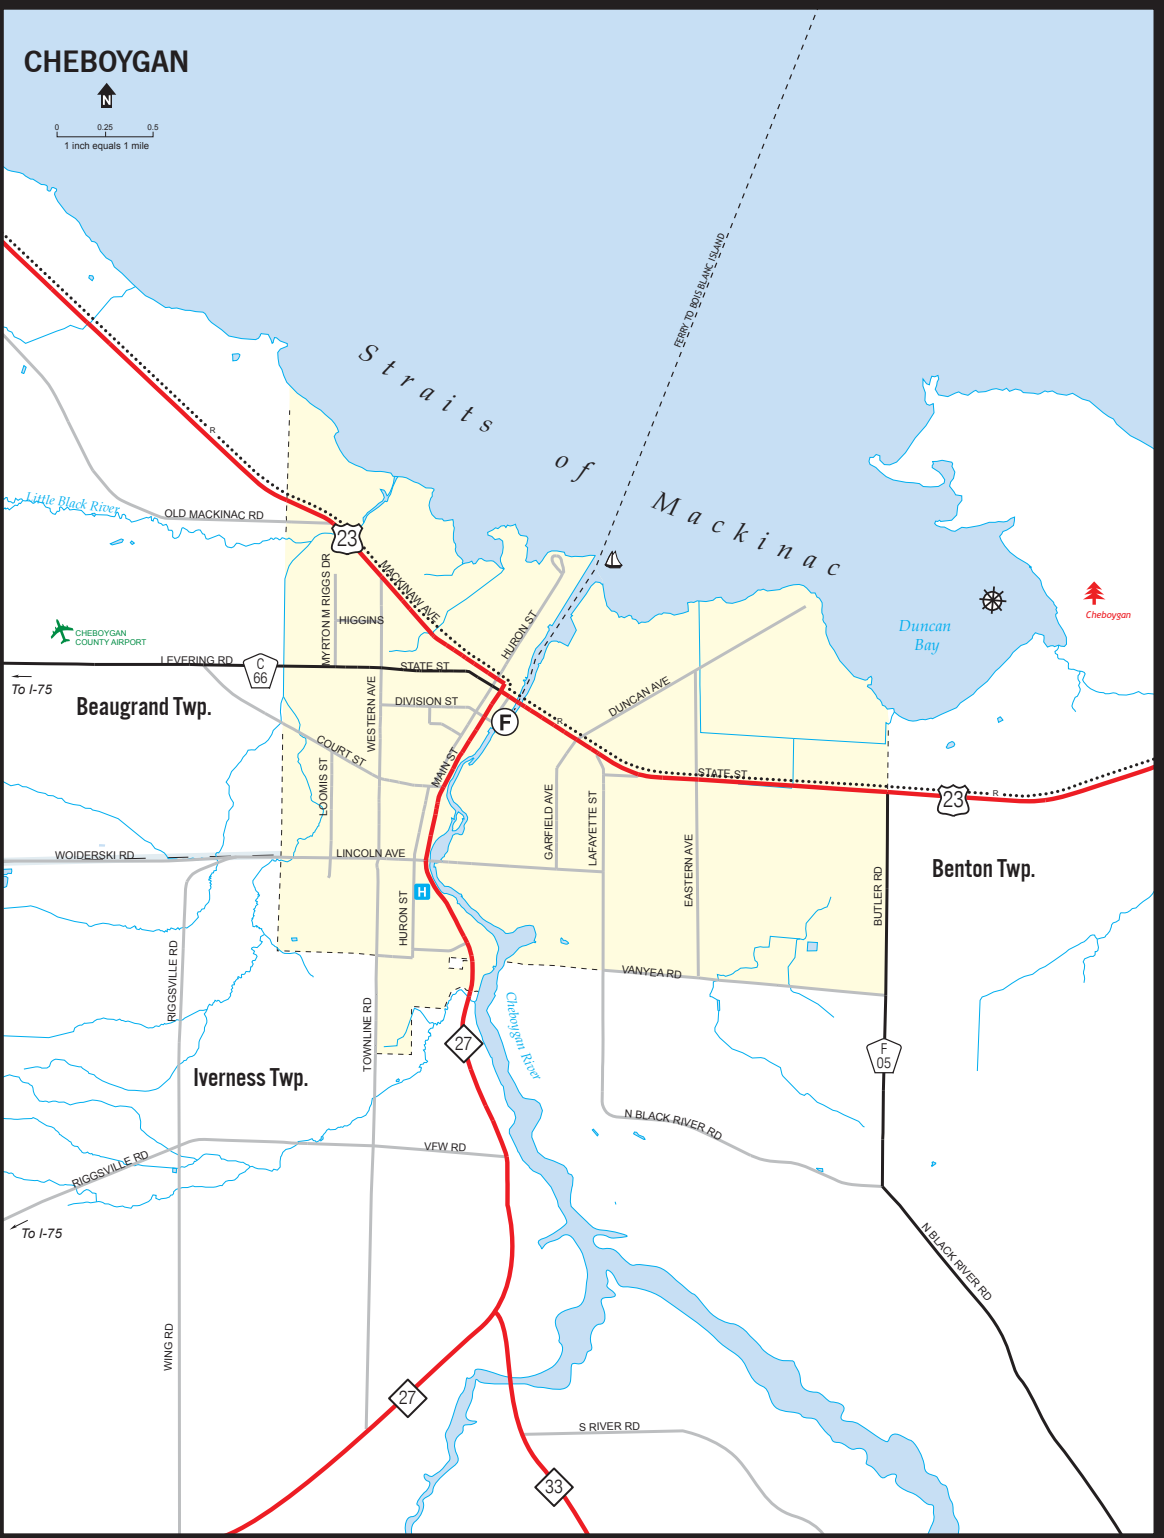 CHEBOYGAN
N
0 0.25 0.5
1 inch equals 1 mile
FERRY TO BOIS BLANC ISLAND
Straits
of
Mackinac
R
Little Black River
OLD MACKINAC RD
23
MACKINAW AVE
MYRTON M RIGGS DR
HIGGINS
HURON ST
Cheboygan
Duncan
Bay
CHEBOYGAN
COUNTY AIRPORT
LEVERING RD
C
66
STATE ST
To I-75
Beaugrand Twp.
WESTERN AVE
DIVISION ST
DUNCAN AVE
F
R
COURT ST
MAIN ST
LOOMIS ST
STATE ST
23
R
GARFIELD AVE
LAFAYETTE ST
EASTERN AVE
WOIDERSKI RD
LINCOLN AVE
Benton Twp.
H
BUTLER RD
HURON ST
RIGGSVILLE RD
VANYEA RD
TOWNLINE RD
Cheboygan River
27
F
05
Iverness Twp.
N BLACK RIVER RD
VFW RD
RIGGSVILLE RD
To I-75
N BLACK RIVER RD
WING RD
27
S RIVER RD
33